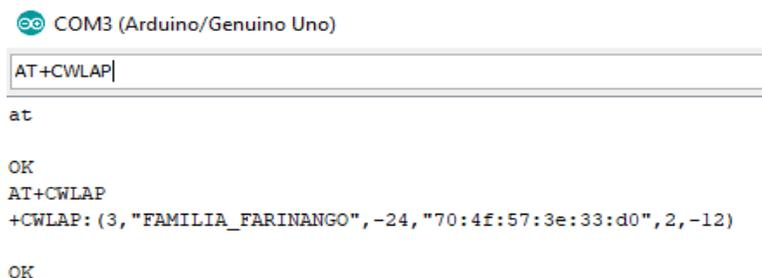 COM3 (Arduino/Genuino Uno)
AT+CWLAP
at
OK
AT+CWLAP
+CWLAP:(3,"FAMILIA_FARINANGO",-24,"70:4f:57:3e:33:d0",2,-12)
OK